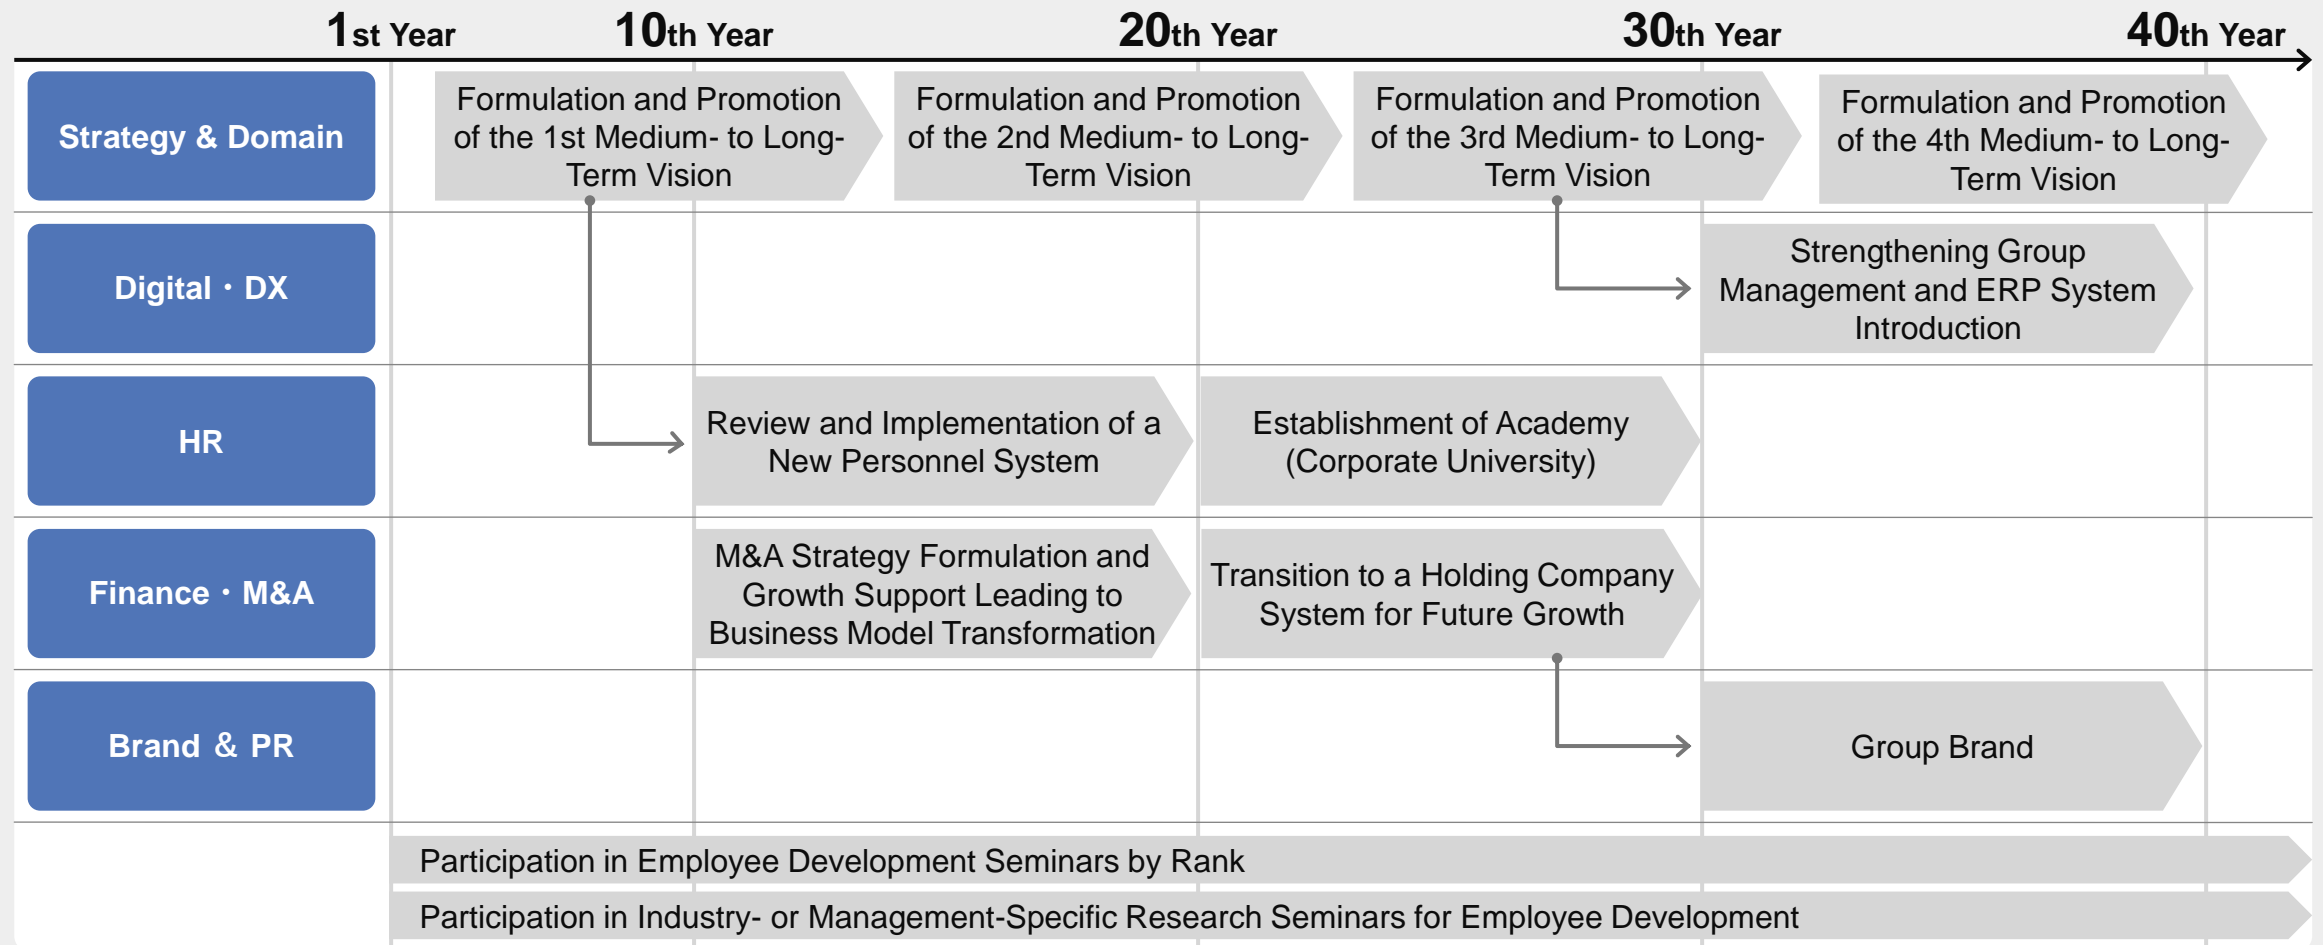 1st Year
10th Year
20th Year
30th Year
40th Year
Strategy & Domain
Formulation and Promotion
of the 1st Medium- to Long-
Term Vision
Formulation and Promotion
of the 2nd Medium- to Long-
Term Vision
Formulation and Promotion
of the 3rd Medium- to Long-
Term Vision
Formulation and Promotion
of the 4th Medium- to Long-
Term Vision
Digital・DX
Strengthening Group
Management and ERP System
Introduction
HR
Review and Implementation of a
New Personnel System
Establishment of Academy
(Corporate University)
Finance・M&A
M&A Strategy Formulation and
Growth Support Leading to
Business Model Transformation
Transition to a Holding Company
System for Future Growth
Brand & PR
Group Brand
Participation in Employee Development Seminars by Rank
Participation in Industry- or Management-Specific Research Seminars for Employee Development